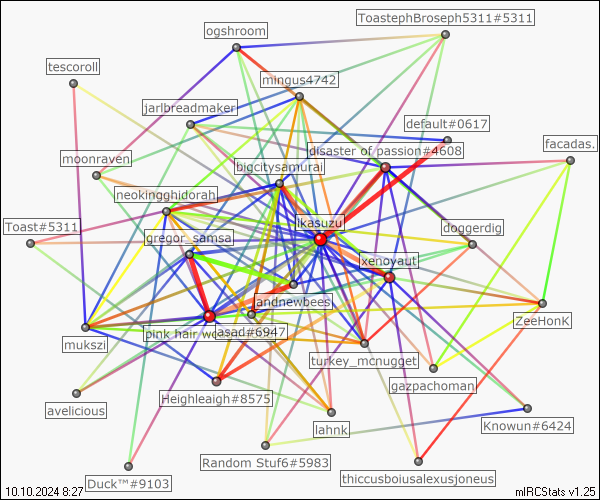 ToastephBroseph5311#5311
ogshroom
tescoroll
mingus4742
jarlbreadmaker
default#0617
disaster of passion#4608
facadas.
moonraven
bigcitysamurai
neokingghidorah
ikasuzu
Toast#5311
doggerdig
gregor_samsa
xenoyaut
andnewbees
ZeeHonK
mukszi
pink hair wo
asad#6947
turkey_mcnugget
gazpachoman
avelicious
Heighleaigh#8575
lahnk
Knowun#6424
Random Stuf6#5983
Duck™#9103
thiccusboiusalexusjoneus
10.10.2024 8:27
mIRCStats v1.25